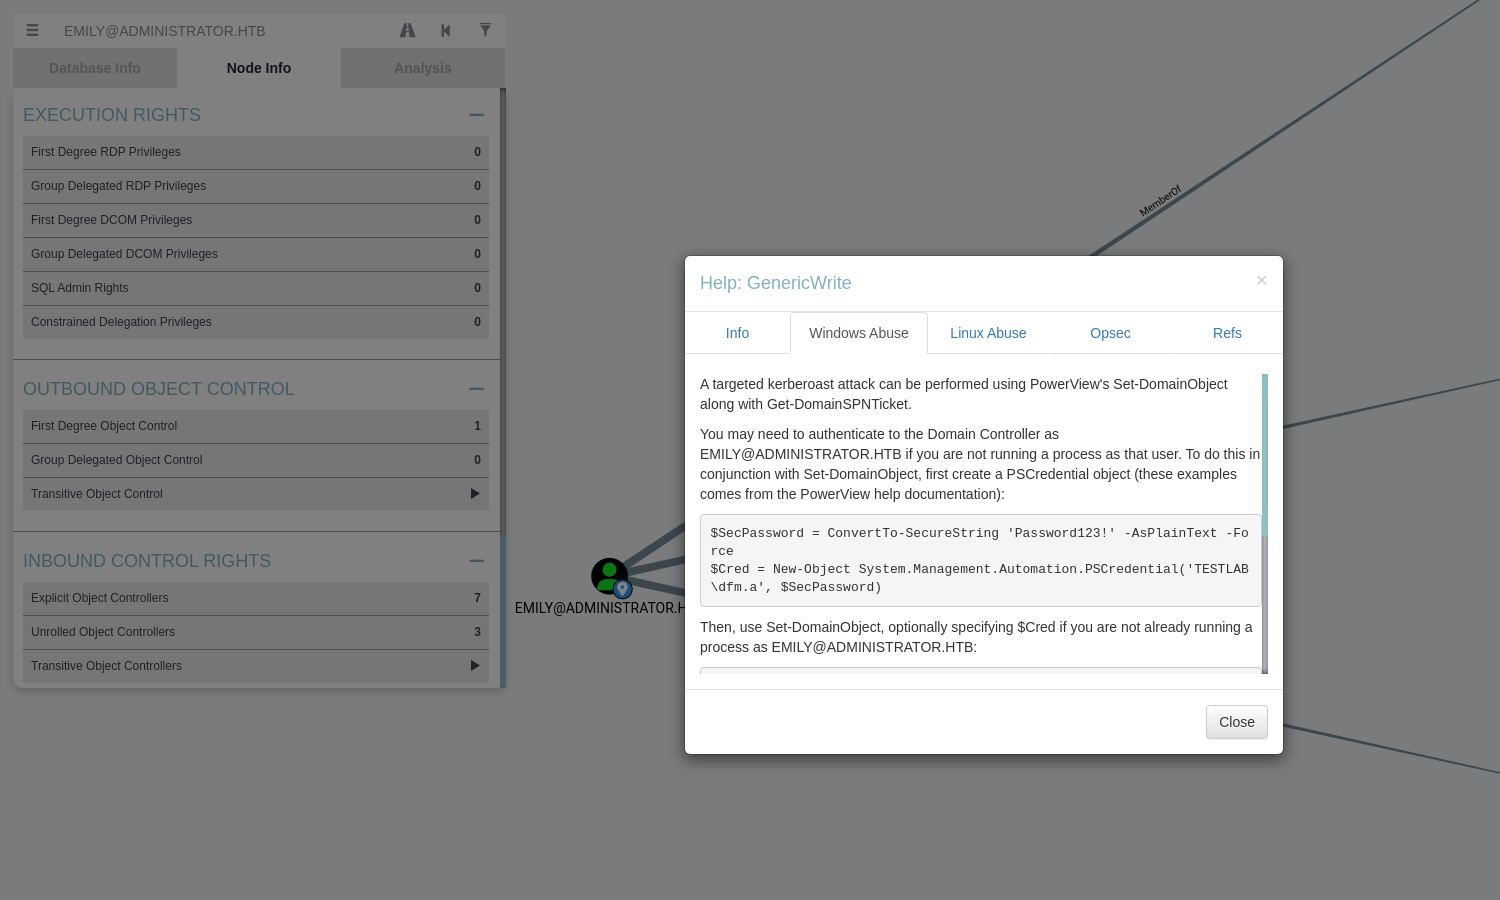 EMILY@ADMINISTRATOR.HTB
Database Info
Node Info
Analysis
EXECUTION RIGHTS
First Degree RDP Privileges 0
Group Delegated RDP Privileges 0
First Degree DCOM Privileges 0
Group Delegated DCOM Privileges 0
SQL Admin Rights 0
Constrained Delegation Privileges 0
OUTBOUND OBJECT CONTROL
First Degree Object Control 1
Group Delegated Object Control 0
Transitive Object Control
INBOUND CONTROL RIGHTS
Explicit Object Controllers 7
Unrolled Object Controllers 3
Transitive Object Controllers
EMILY@ADMINISTRATOR.H
MemberOf
Help: GenericWrite
×
Info
Windows Abuse
Linux Abuse
Opsec
Refs
A targeted kerberoast attack can be performed using PowerView's Set-DomainObject
along with Get-DomainSPNTicket.
You may need to authenticate to the Domain Controller as
EMILY@ADMINISTRATOR.HTB if you are not running a process as that user. To do this in
conjunction with Set-DomainObject, first create a PSCredential object (these examples
comes from the PowerView help documentation):
$SecPassword = ConvertTo-SecureString 'Password123!' -AsPlainText -Fo
rce
$Cred = New-Object System.Management.Automation.PSCredential('TESTLAB
\dfm.a', $SecPassword)
Then, use Set-DomainObject, optionally specifying $Cred if you are not already running a
process as EMILY@ADMINISTRATOR.HTB:
Close